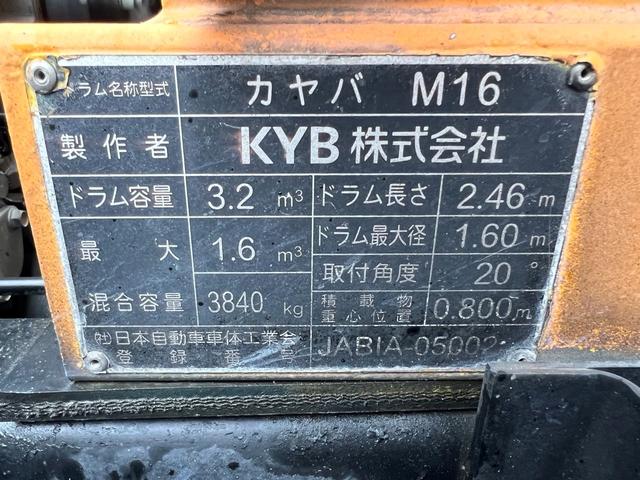 ドラム名称型式 カヤバ M16
製作者 KYB株式会社
ドラム容量 3.2 m³ ドラム長さ 2.46 m
最大 1.6 m³ ドラム最大径 1.60 m
混合容量 3840 kg 取付角度 20°
積載物重心位置 0.800m
㈳日本自動車車体工業会
登録番号 JABIA-05002